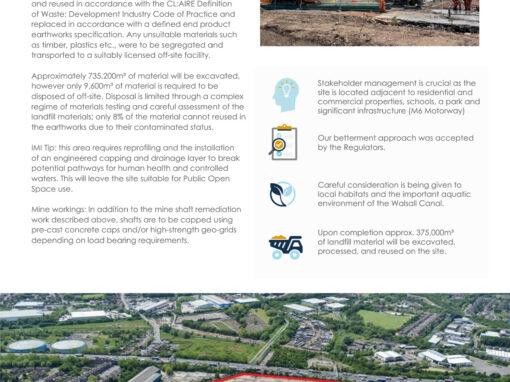 and reused in accordance with the CL:AIRE Definition
of Waste: Development Industry Code of Practice and
replaced in accordance with a defined end product
earthworks specification. Any unsuitable materials such
as timber, plastics etc., were to be segregated and
transported to a suitably licensed off-site facility.
Approximately 735,200m³ of material will be excavated,
however only 9,600m³ of material is required to be
disposed of off-site. Disposal is limited through a complex
regime of materials testing and careful assessment of the
landfill materials; only 8% of the material cannot reused in
the earthworks due to their contaminated status.
IMI Tip: this area requires reprofiling and the installation
of an engineered capping and drainage layer to break
potential pathways for human health and controlled
waters. This will leave the site suitable for Public Open
Space use.
Mine workings: In addition to the mine shaft remediation
work described above, shafts are to be capped using
pre-cast concrete caps and/or high-strength geo-grids
depending on load bearing requirements.
Stakeholder management is crucial as the
site is located adjacent to residential and
commercial properties, schools, a park and
significant infrastructure (M6 Motorway)
Our betterment approach was accepted
by the Regulators.
Careful consideration is being given to
local habitats and the important aquatic
environment of the Walsall Canal.
Upon completion approx. 375,000m³
of landfill material will be excavated,
processed, and reused on the site.